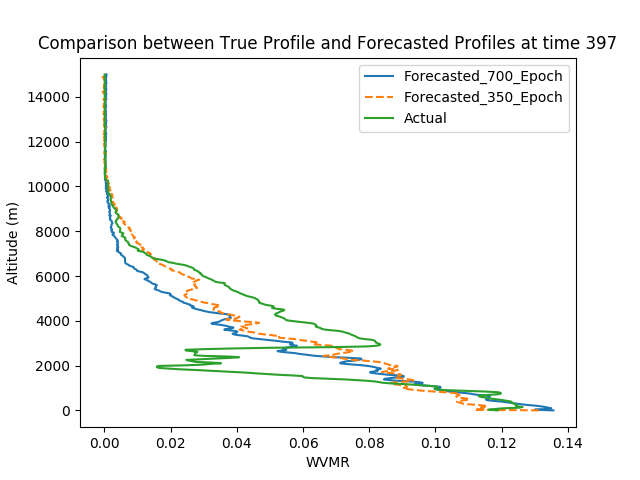 Comparison between True Profile and Forecasted Profiles at time 397
Forecasted_700_Epoch
Forecasted_350_Epoch
Actual
Altitude (m)
14000
12000
10000
8000
6000
4000
2000
0
0.00 0.02 0.04 0.06 0.08 0.10 0.12 0.14
WVMR